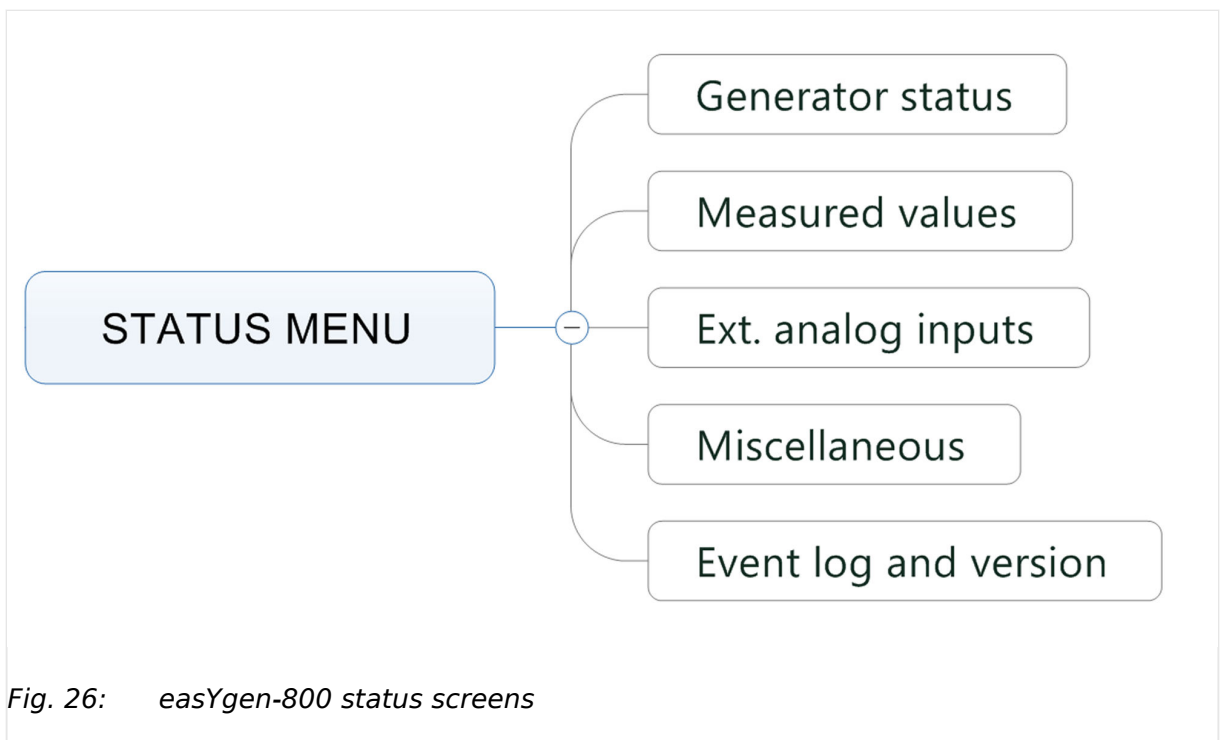 Generator status
Measured values
STATUS MENU
Ext. analog inputs
Miscellaneous
Event log and version
Fig. 26: easYgen-800 status screens